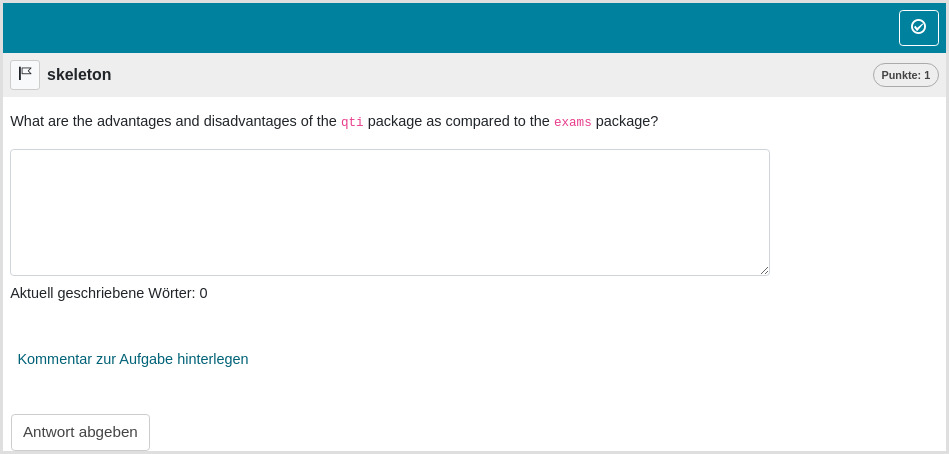 skeleton
Punkte: 1
What are the advantages and disadvantages of the qti package as compared to the exams package?
Aktuell geschriebene Wörter: 0
Kommentar zur Aufgabe hinterlegen
Antwort abgeben